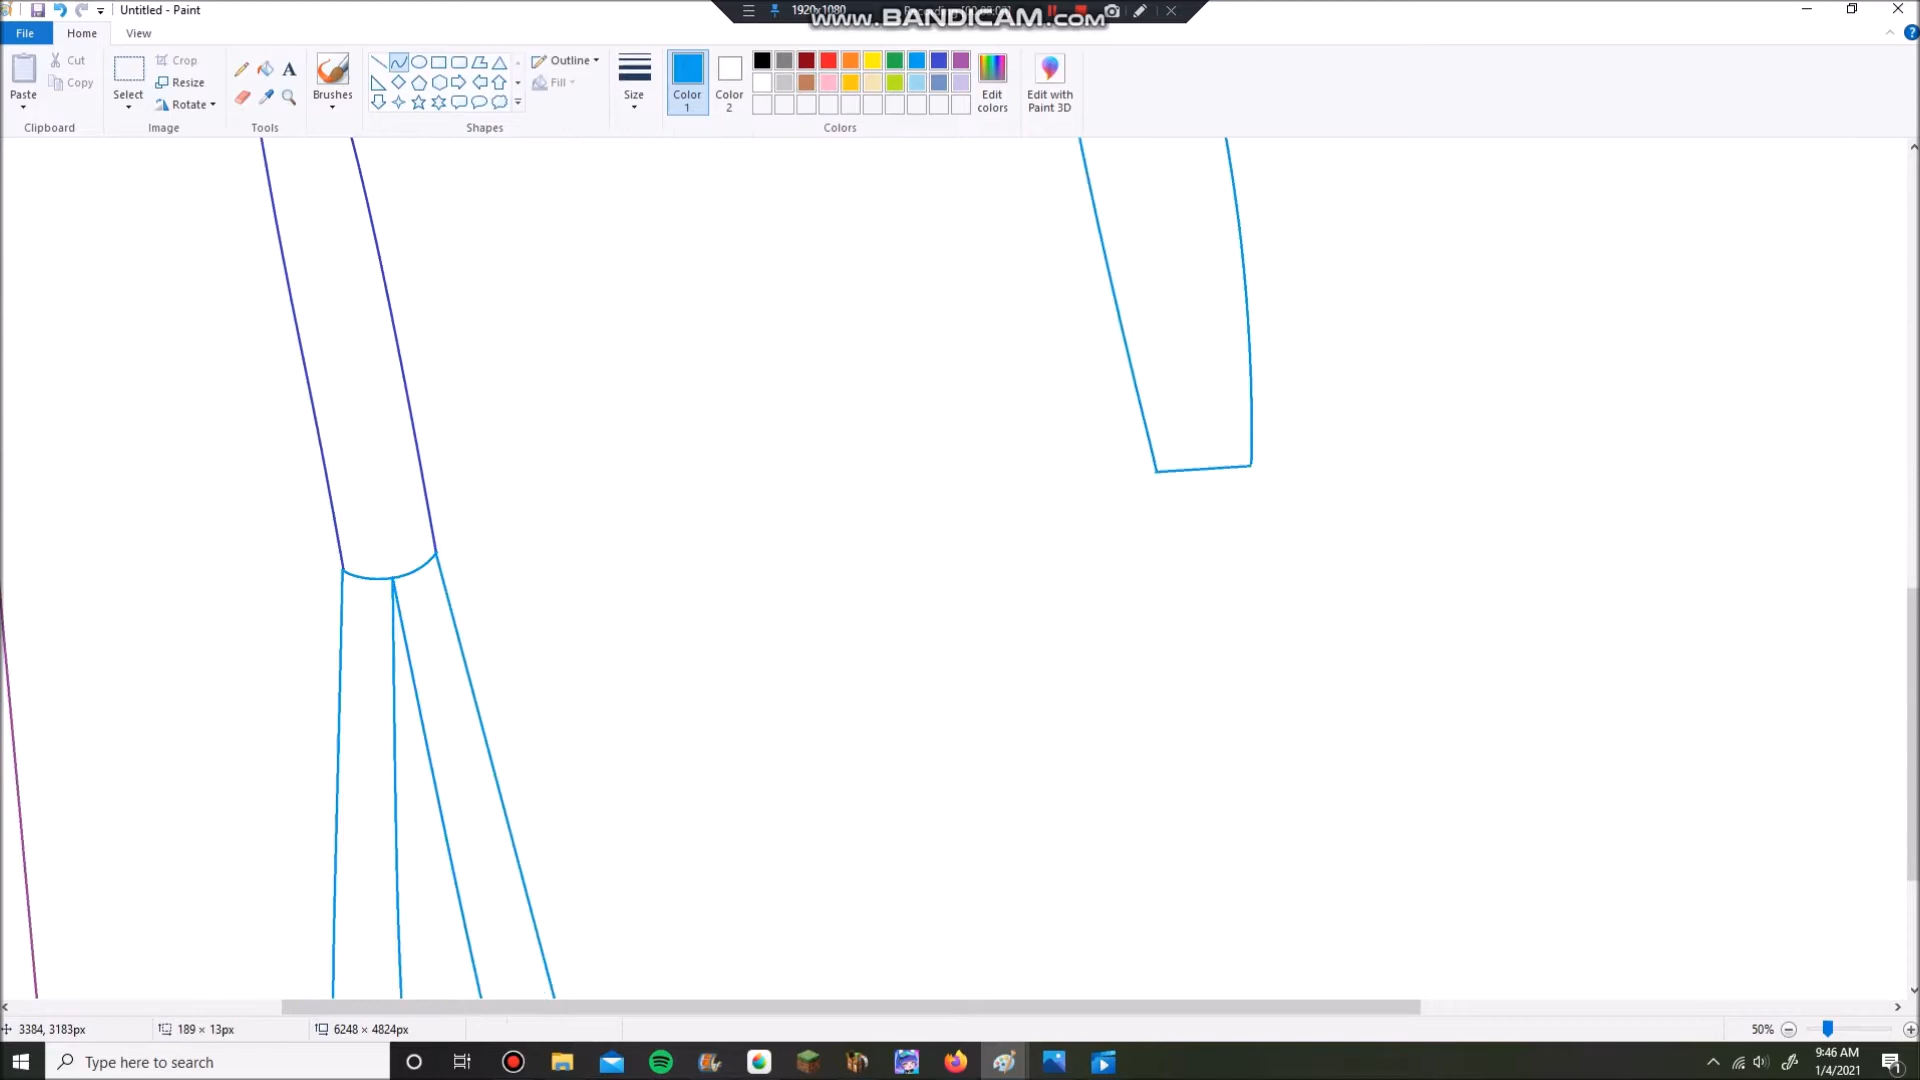 Untitled - Paint
1920x1080
www.BANDICAM.com
File
Home
View
Paste
Cut
Copy
Clipboard
Select
Crop
Resize
Rotate
Image
A
Tools
Brushes
Shapes
Outline
Fill
Size
Color 1
Color 2
Colors
Edit colors
Edit with Paint 3D
3384, 3183px
189 × 13px
6248 × 4824px
50%
Type here to search
9:46 AM
1/4/2021
1